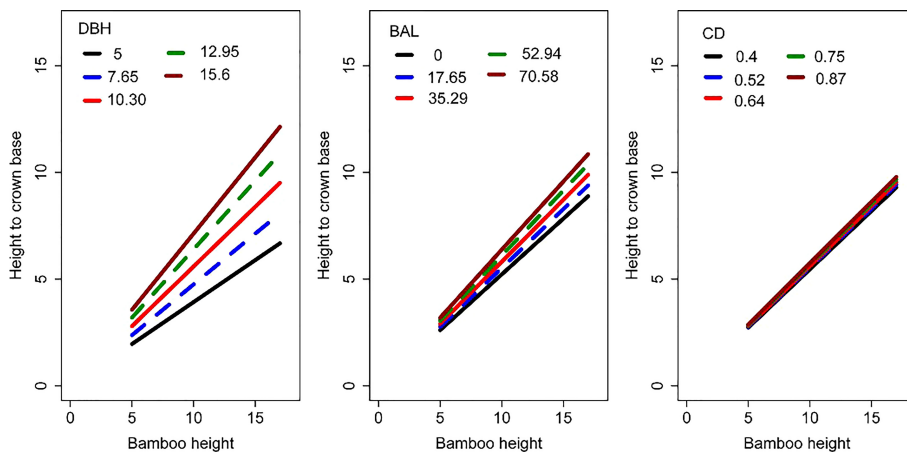 DBH
5 12.95
7.65 15.6
10.30
15
10
5
0
Height to crown base
0 5 10 15
Bamboo height
BAL
0 52.94
17.65 70.58
35.29
15
10
5
0
Height to crown base
0 5 10 15
Bamboo height
CD
0.4 0.75
0.52 0.87
0.64
15
10
5
0
Height to crown base
0 5 10 15
Bamboo height